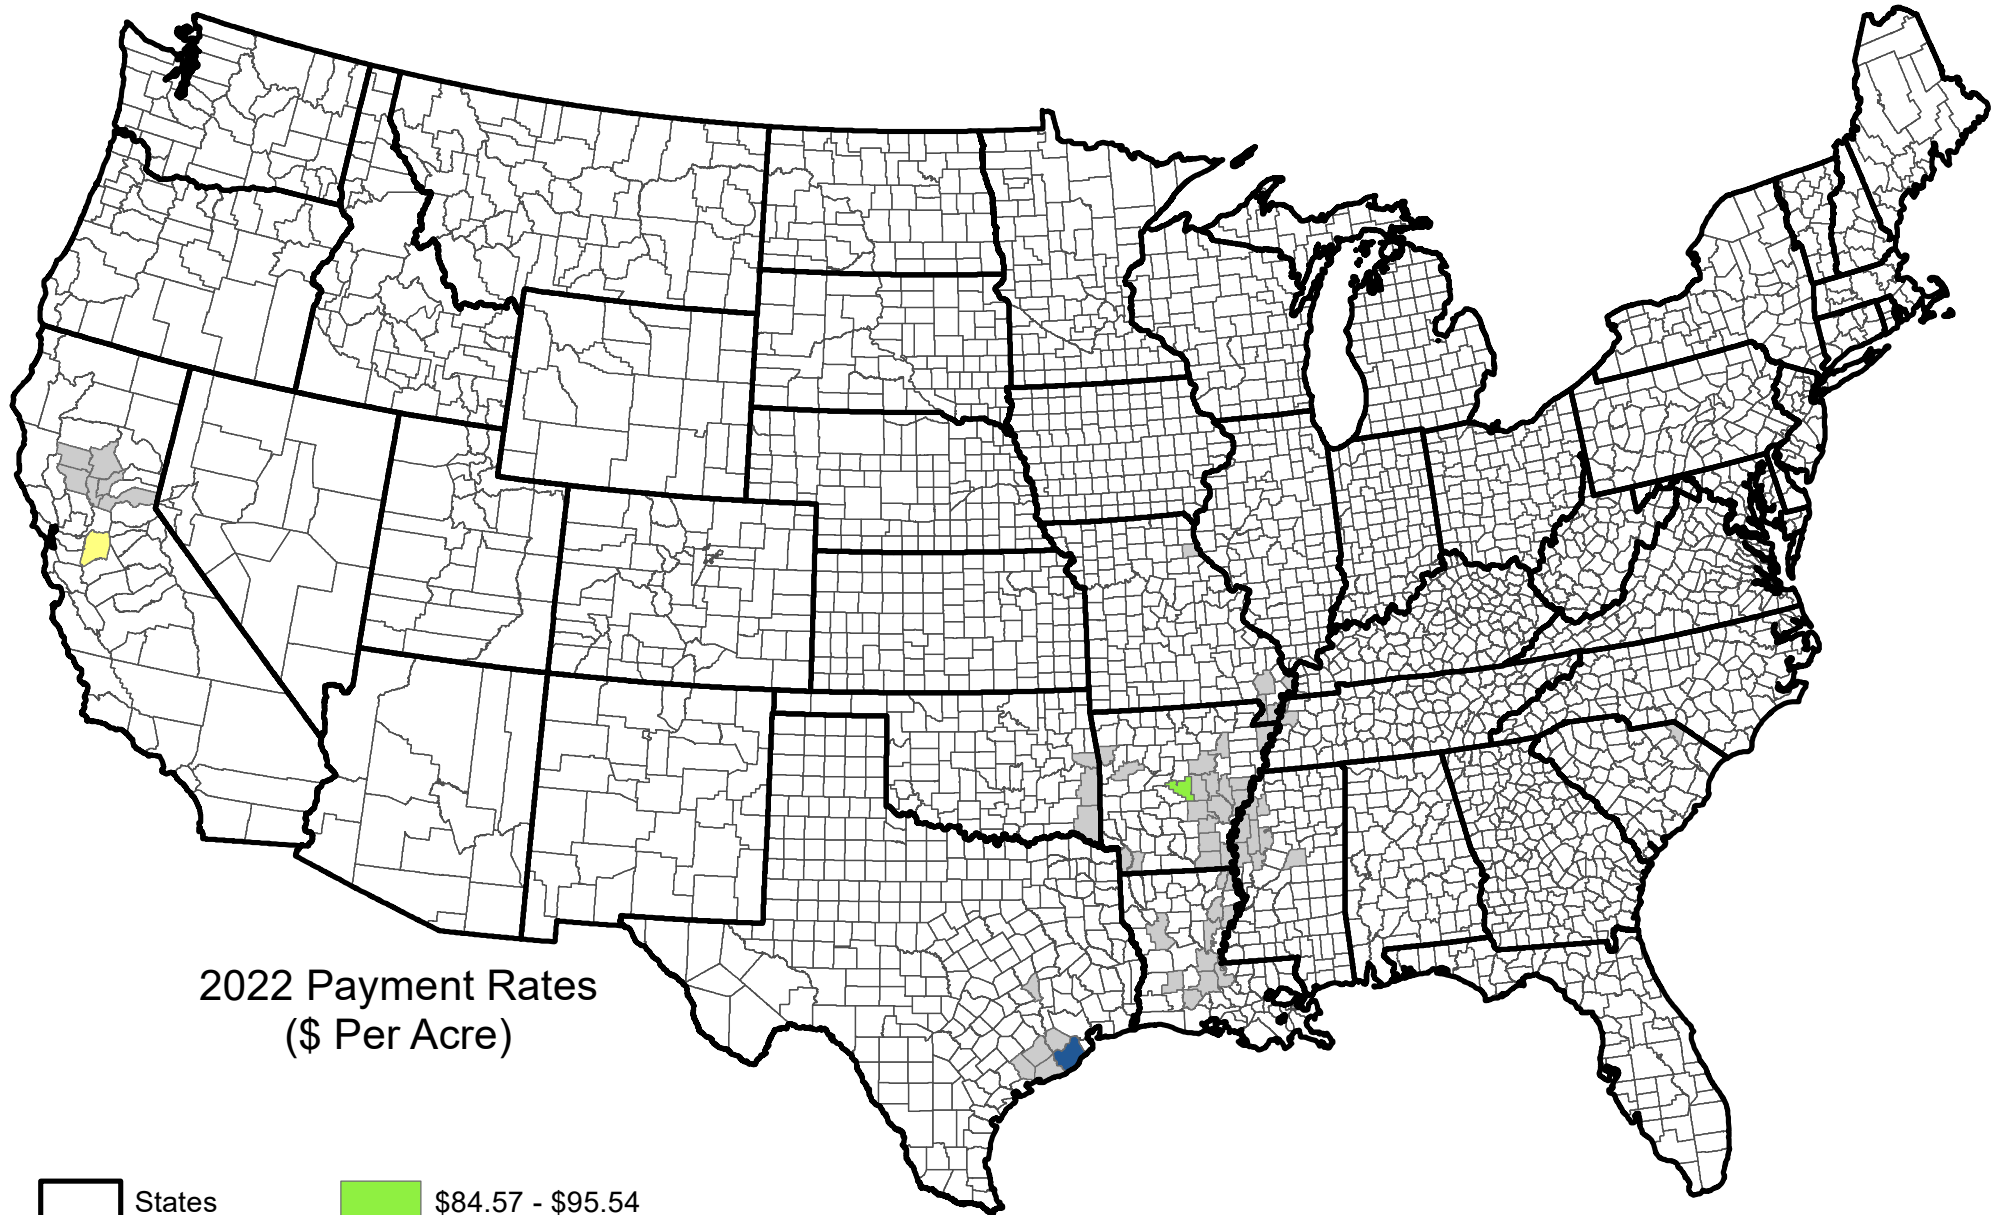 2022 Payment Rates
($ Per Acre)
States
$84.57 - $95.54